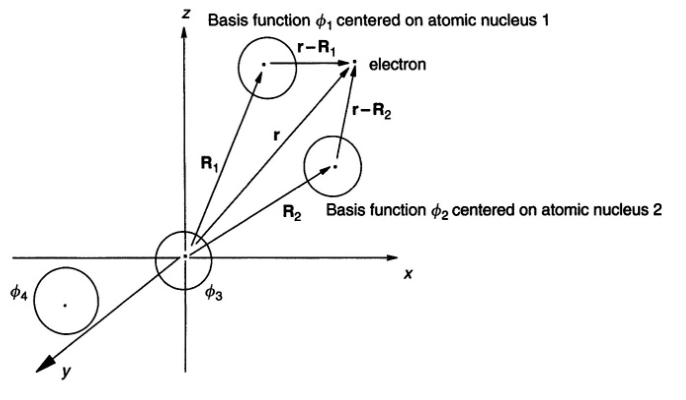 z
Basis function ϕ₁ centered on atomic nucleus 1
r–R₁
electron
r–R₂
r
R₁
R₂
Basis function ϕ₂ centered on atomic nucleus 2
x
ϕ₄
ϕ₃
y